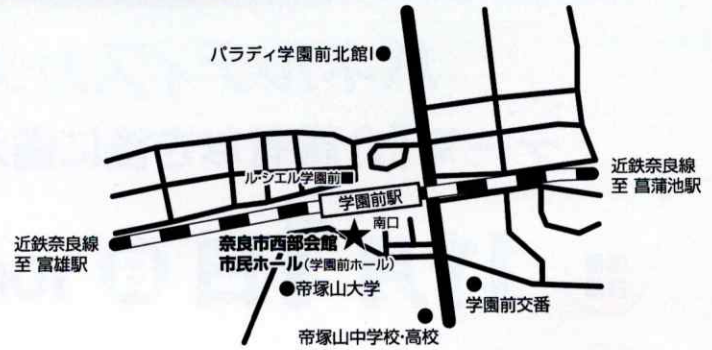 パラディ学園前北館Ⅰ
ル・シエル学園前
学園前駅
近鉄奈良線
至 菖蒲池駅
南口
近鉄奈良線
至 富雄駅
奈良市西部会館
市民ホール(学園前ホール)
帝塚山大学
学園前交番
帝塚山中学校・高校